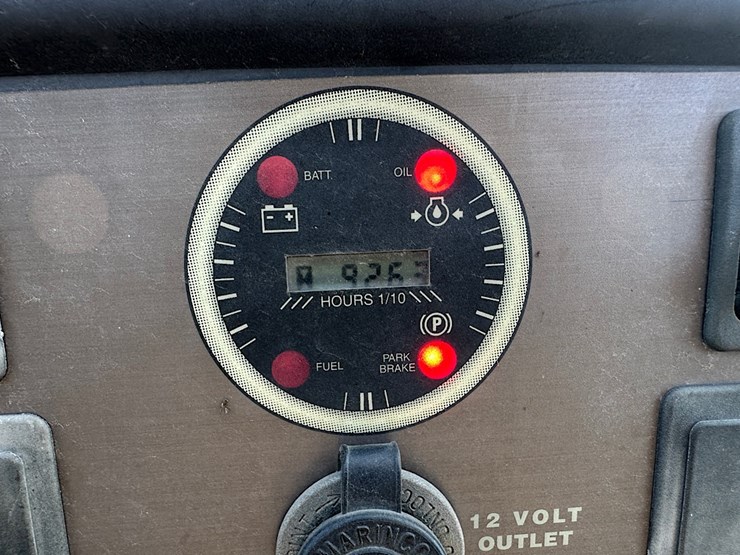 BATT. OIL
HOURS 1/10
(P)
FUEL PARK
BRAKE
12 VOLT
OUTLET
MARINCO